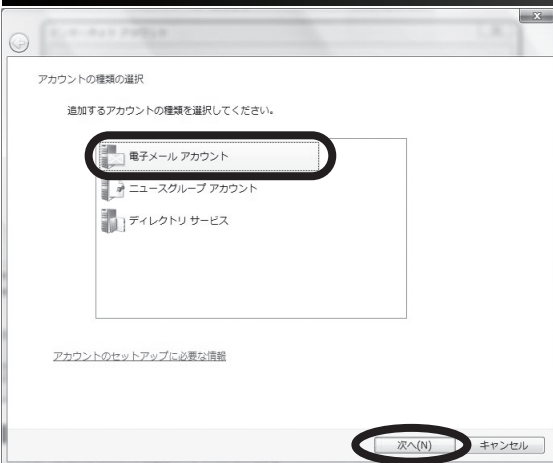 アカウントの種類の選択
追加するアカウントの種類を選択してください。
電子メール アカウント
ニュースグループ アカウント
ディレクトリ サービス
アカウントのセットアップに必要な情報
次へ(N)
キャンセル